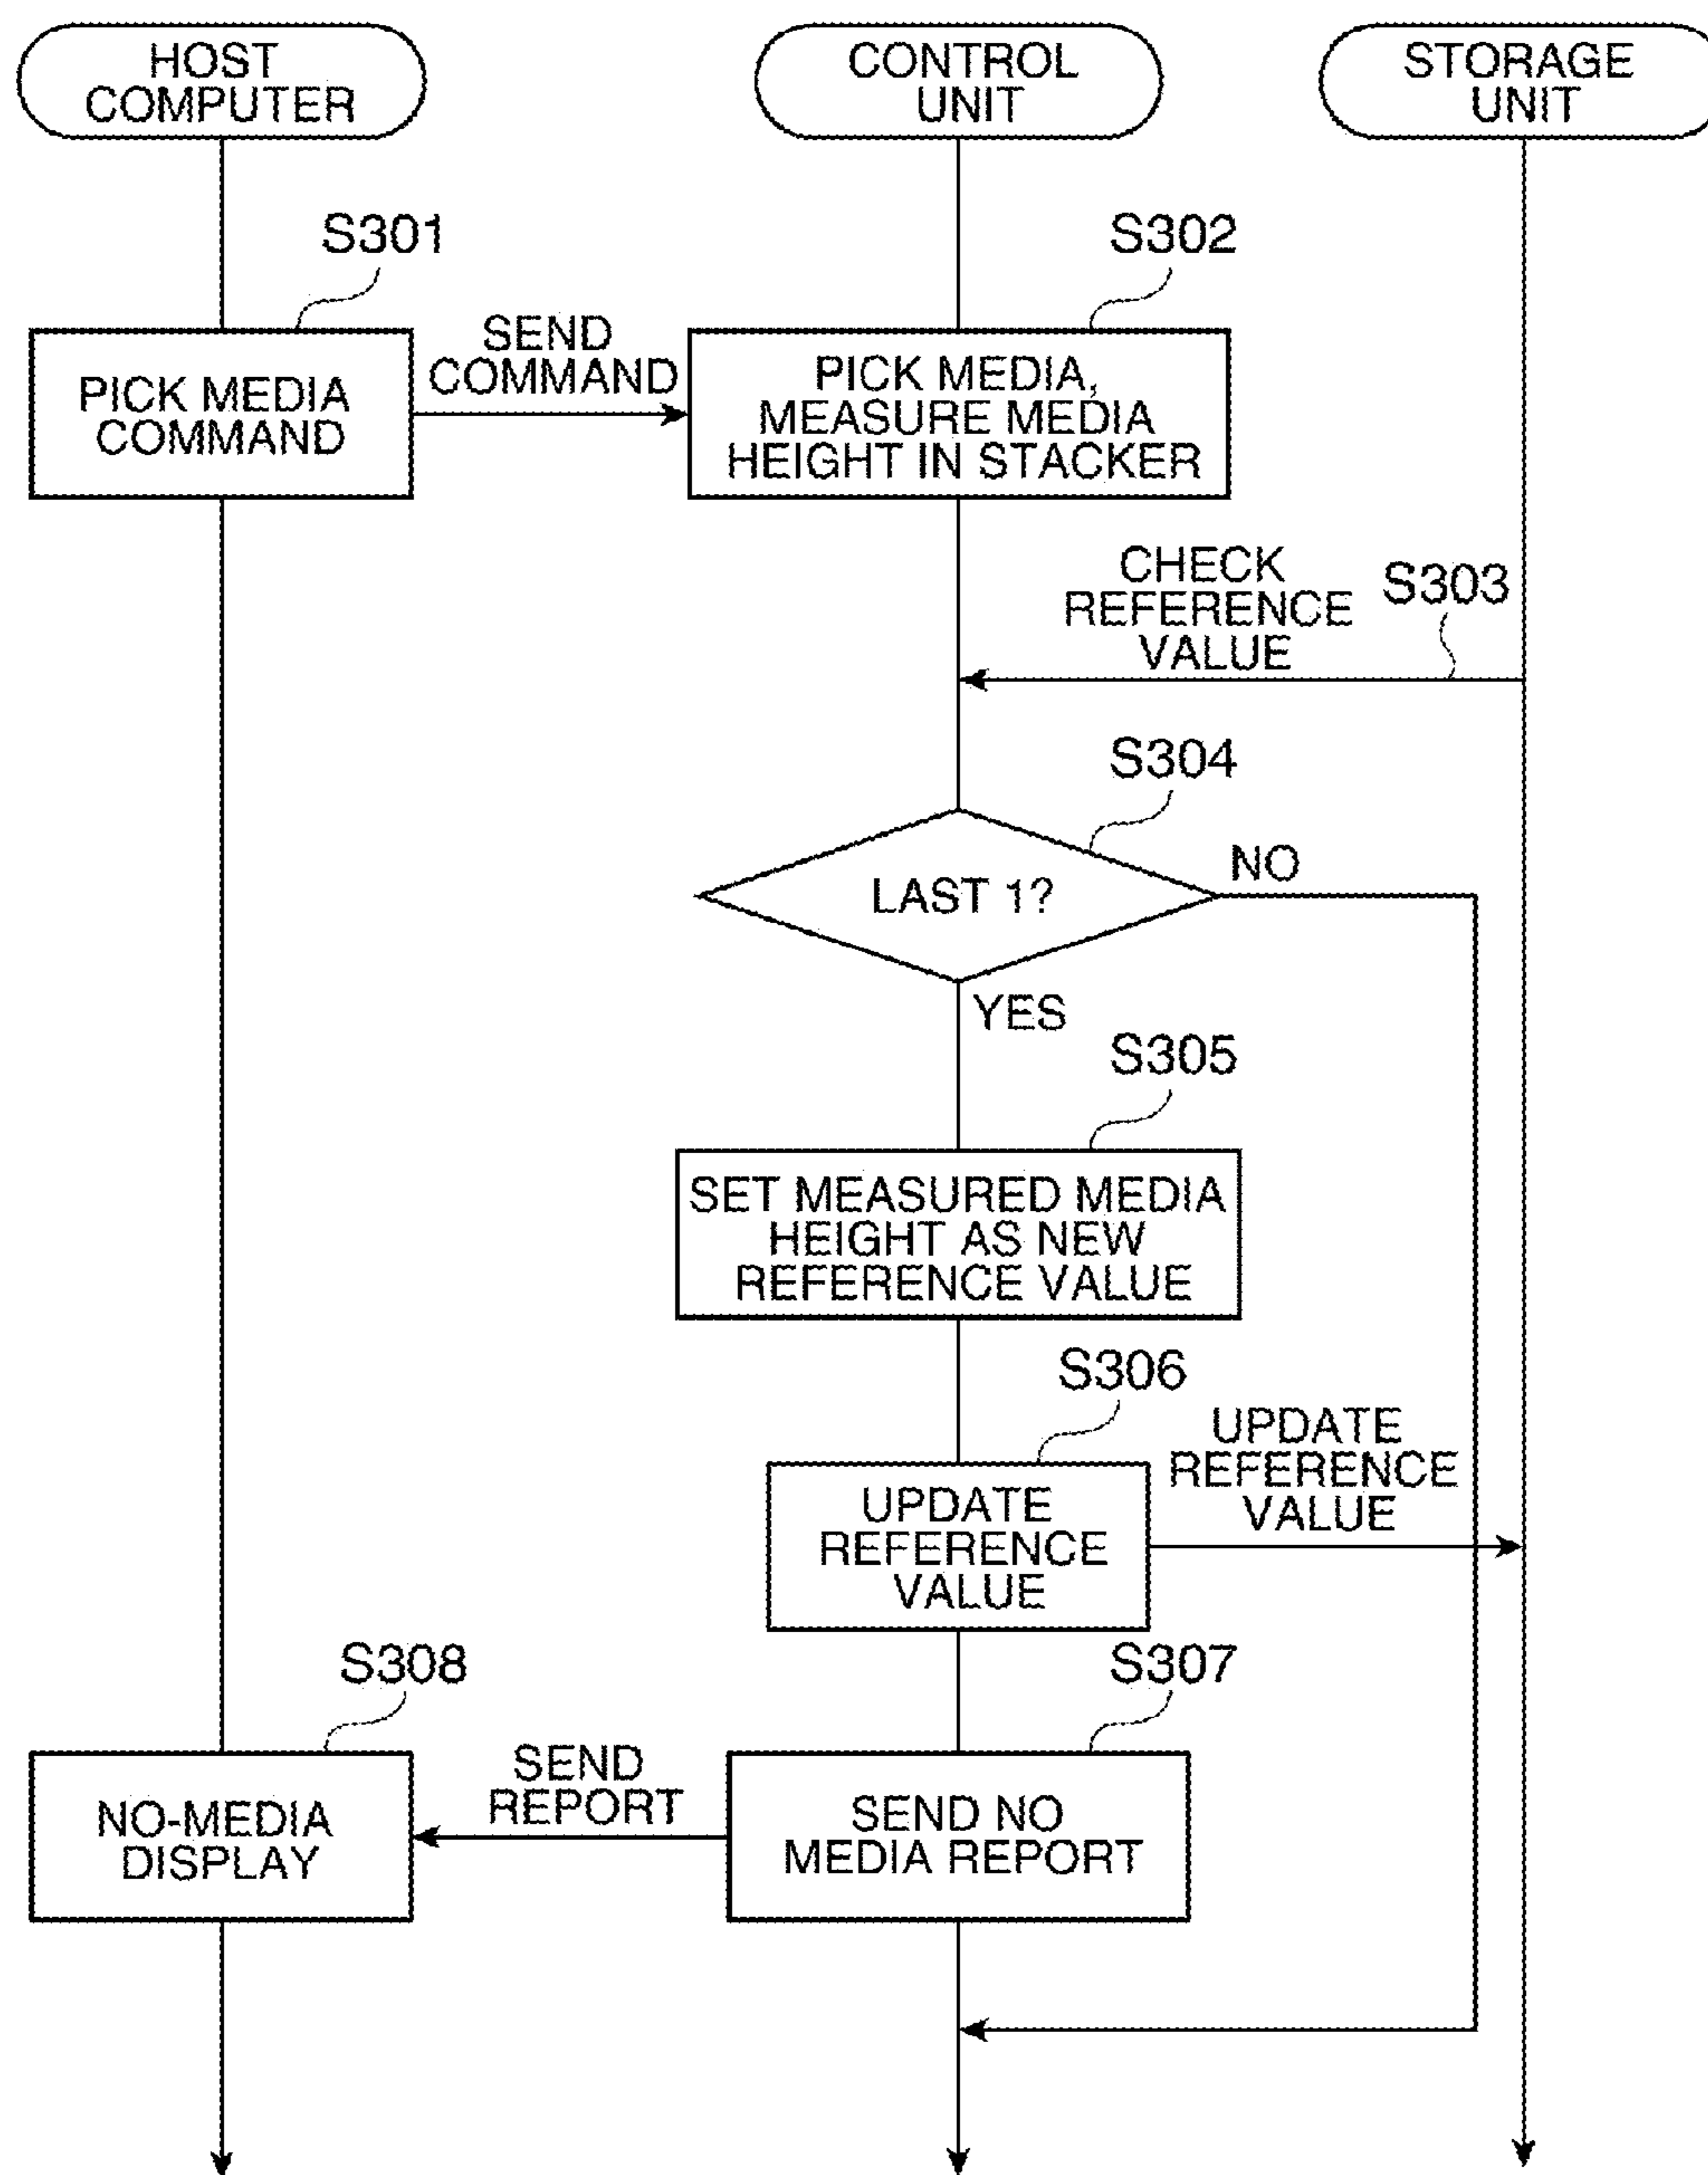 HOST
COMPUTER
CONTROL
UNIT
STORAGE
UNIT
S301
S302
PICK MEDIA
COMMAND
SEND
COMMAND
PICK MEDIA,
MEASURE MEDIA
HEIGHT IN STACKER
CHECK
REFERENCE
VALUE
S303
S304
LAST 1?
NO
YES
S305
SET MEASURED MEDIA
HEIGHT AS NEW
REFERENCE VALUE
S306
UPDATE
REFERENCE
VALUE
UPDATE
REFERENCE
VALUE
S308
S307
NO-MEDIA
DISPLAY
SEND
REPORT
SEND NO
MEDIA REPORT